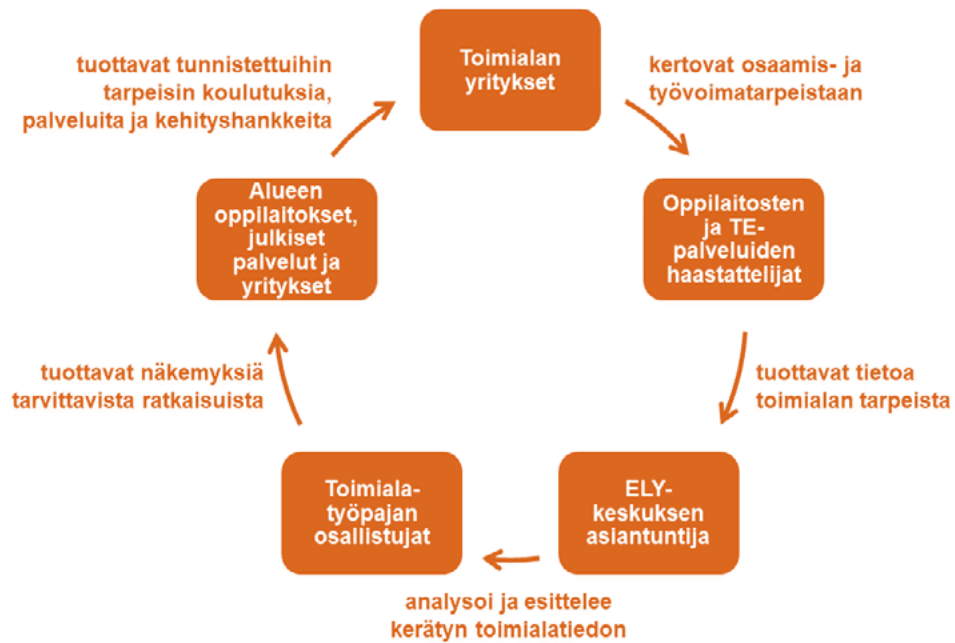 Toimialan
yritykset
kertovat osaamis- ja
työvoimatarpeistaan
Oppilaitosten
ja TE-
palveluiden
haastattelijat
tuottavat tietoa
toimialan tarpeista
ELY-
keskuksen
asiantuntija
analysoi ja esittelee
kerätyn toimialatiedon
Toimiala-
työpajan
osallistujat
tuottavat näkemyksiä
tarvittavista ratkaisuista
Alueen
oppilaitokset,
julkiset
palvelut ja
yritykset
tuottavat tunnistettuihin
tarpeisin koulutuksia,
palveluita ja kehityshankkeita